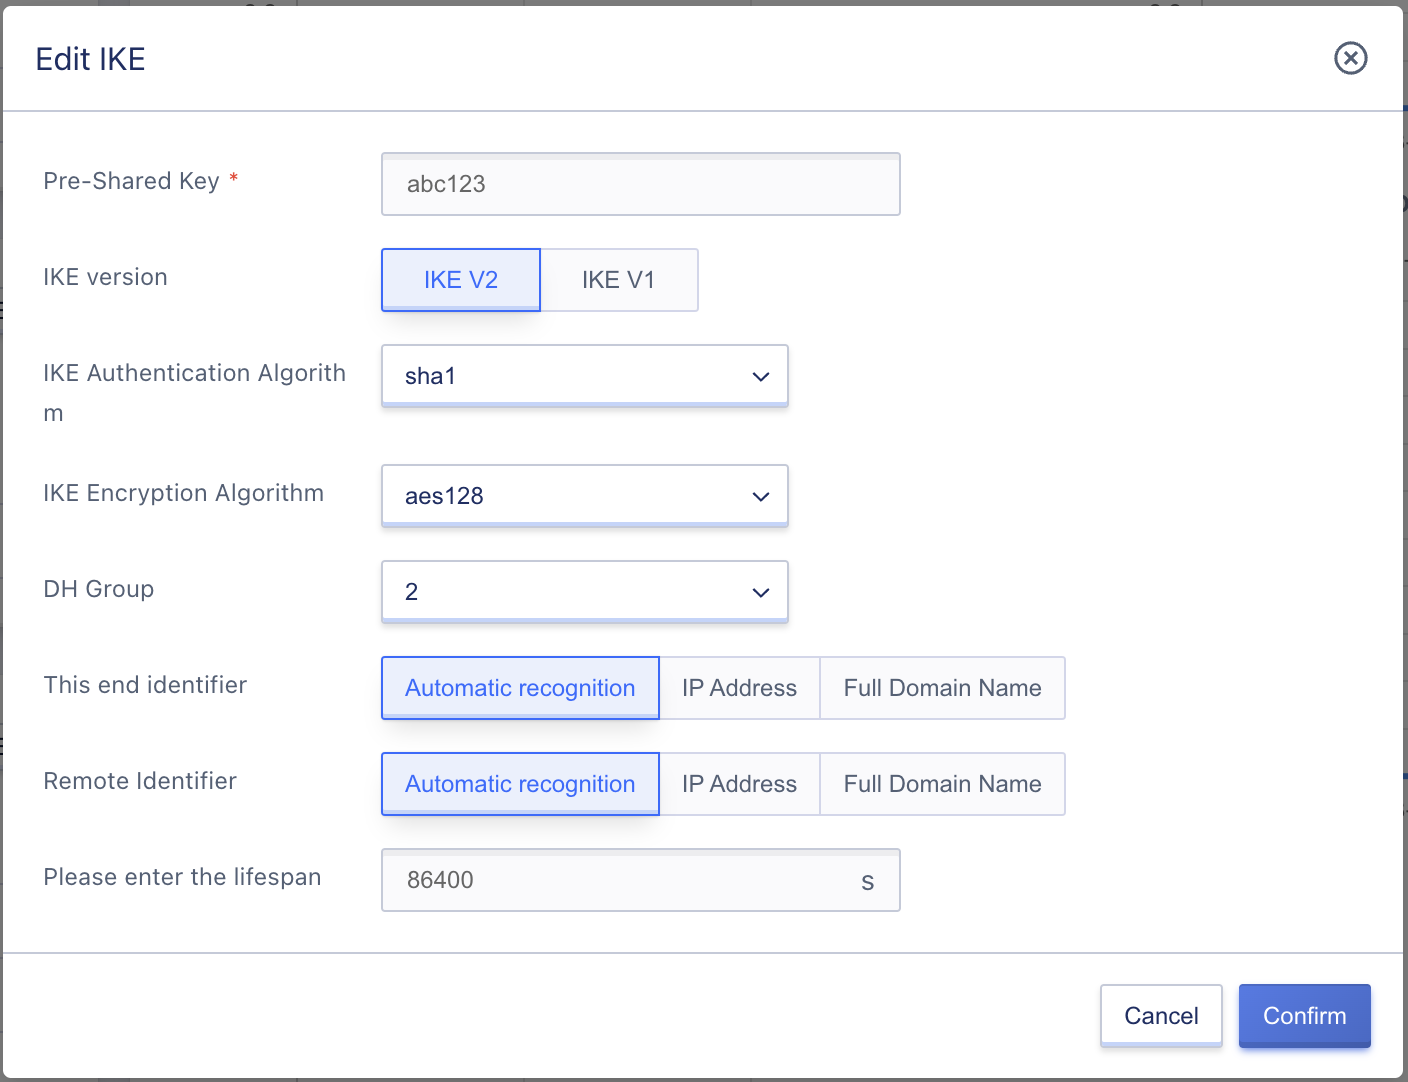 Edit IKE
Pre-Shared Key *
abc123
IKE version
IKE V2
IKE V1
IKE Authentication Algorith
m
sha1
IKE Encryption Algorithm
aes128
DH Group
2
This end identifier
Automatic recognition
IP Address
Full Domain Name
Remote Identifier
Automatic recognition
IP Address
Full Domain Name
Please enter the lifespan
86400
s
Cancel
Confirm